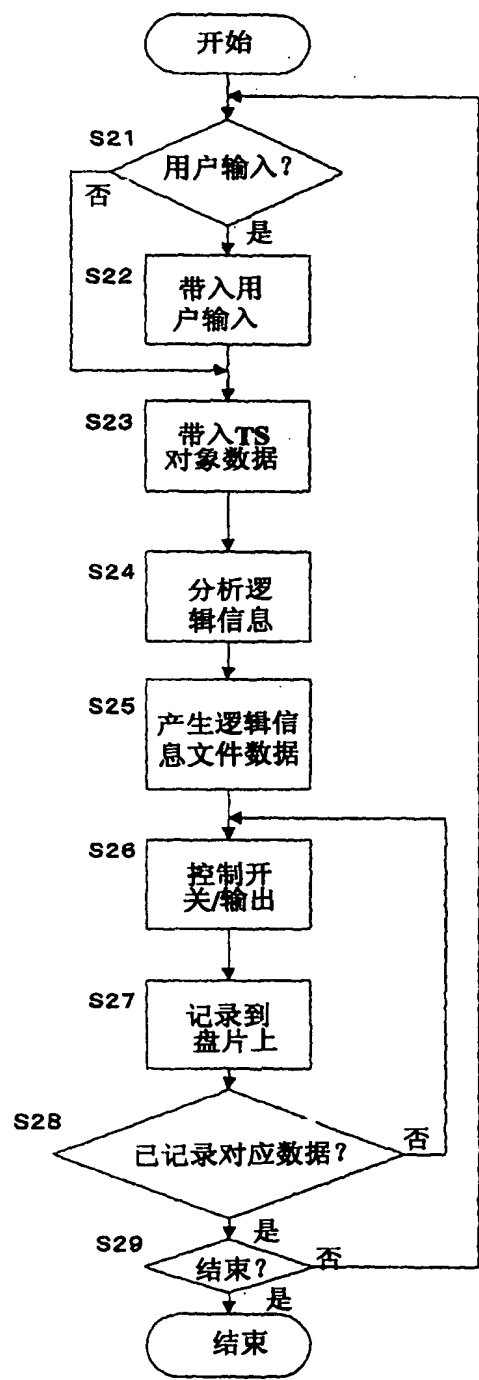 开始
S21
用户输入？
否
是
S22
带入用
户输入
S23
带入TS
对象数据
S24
分析逻
辑信息
S25
产生逻辑信
息文件数据
S26
控制开
关/输出
S27
记录到
盘片上
S28
已记录对应数据？
否
是
S29
结束？
否
是
结束